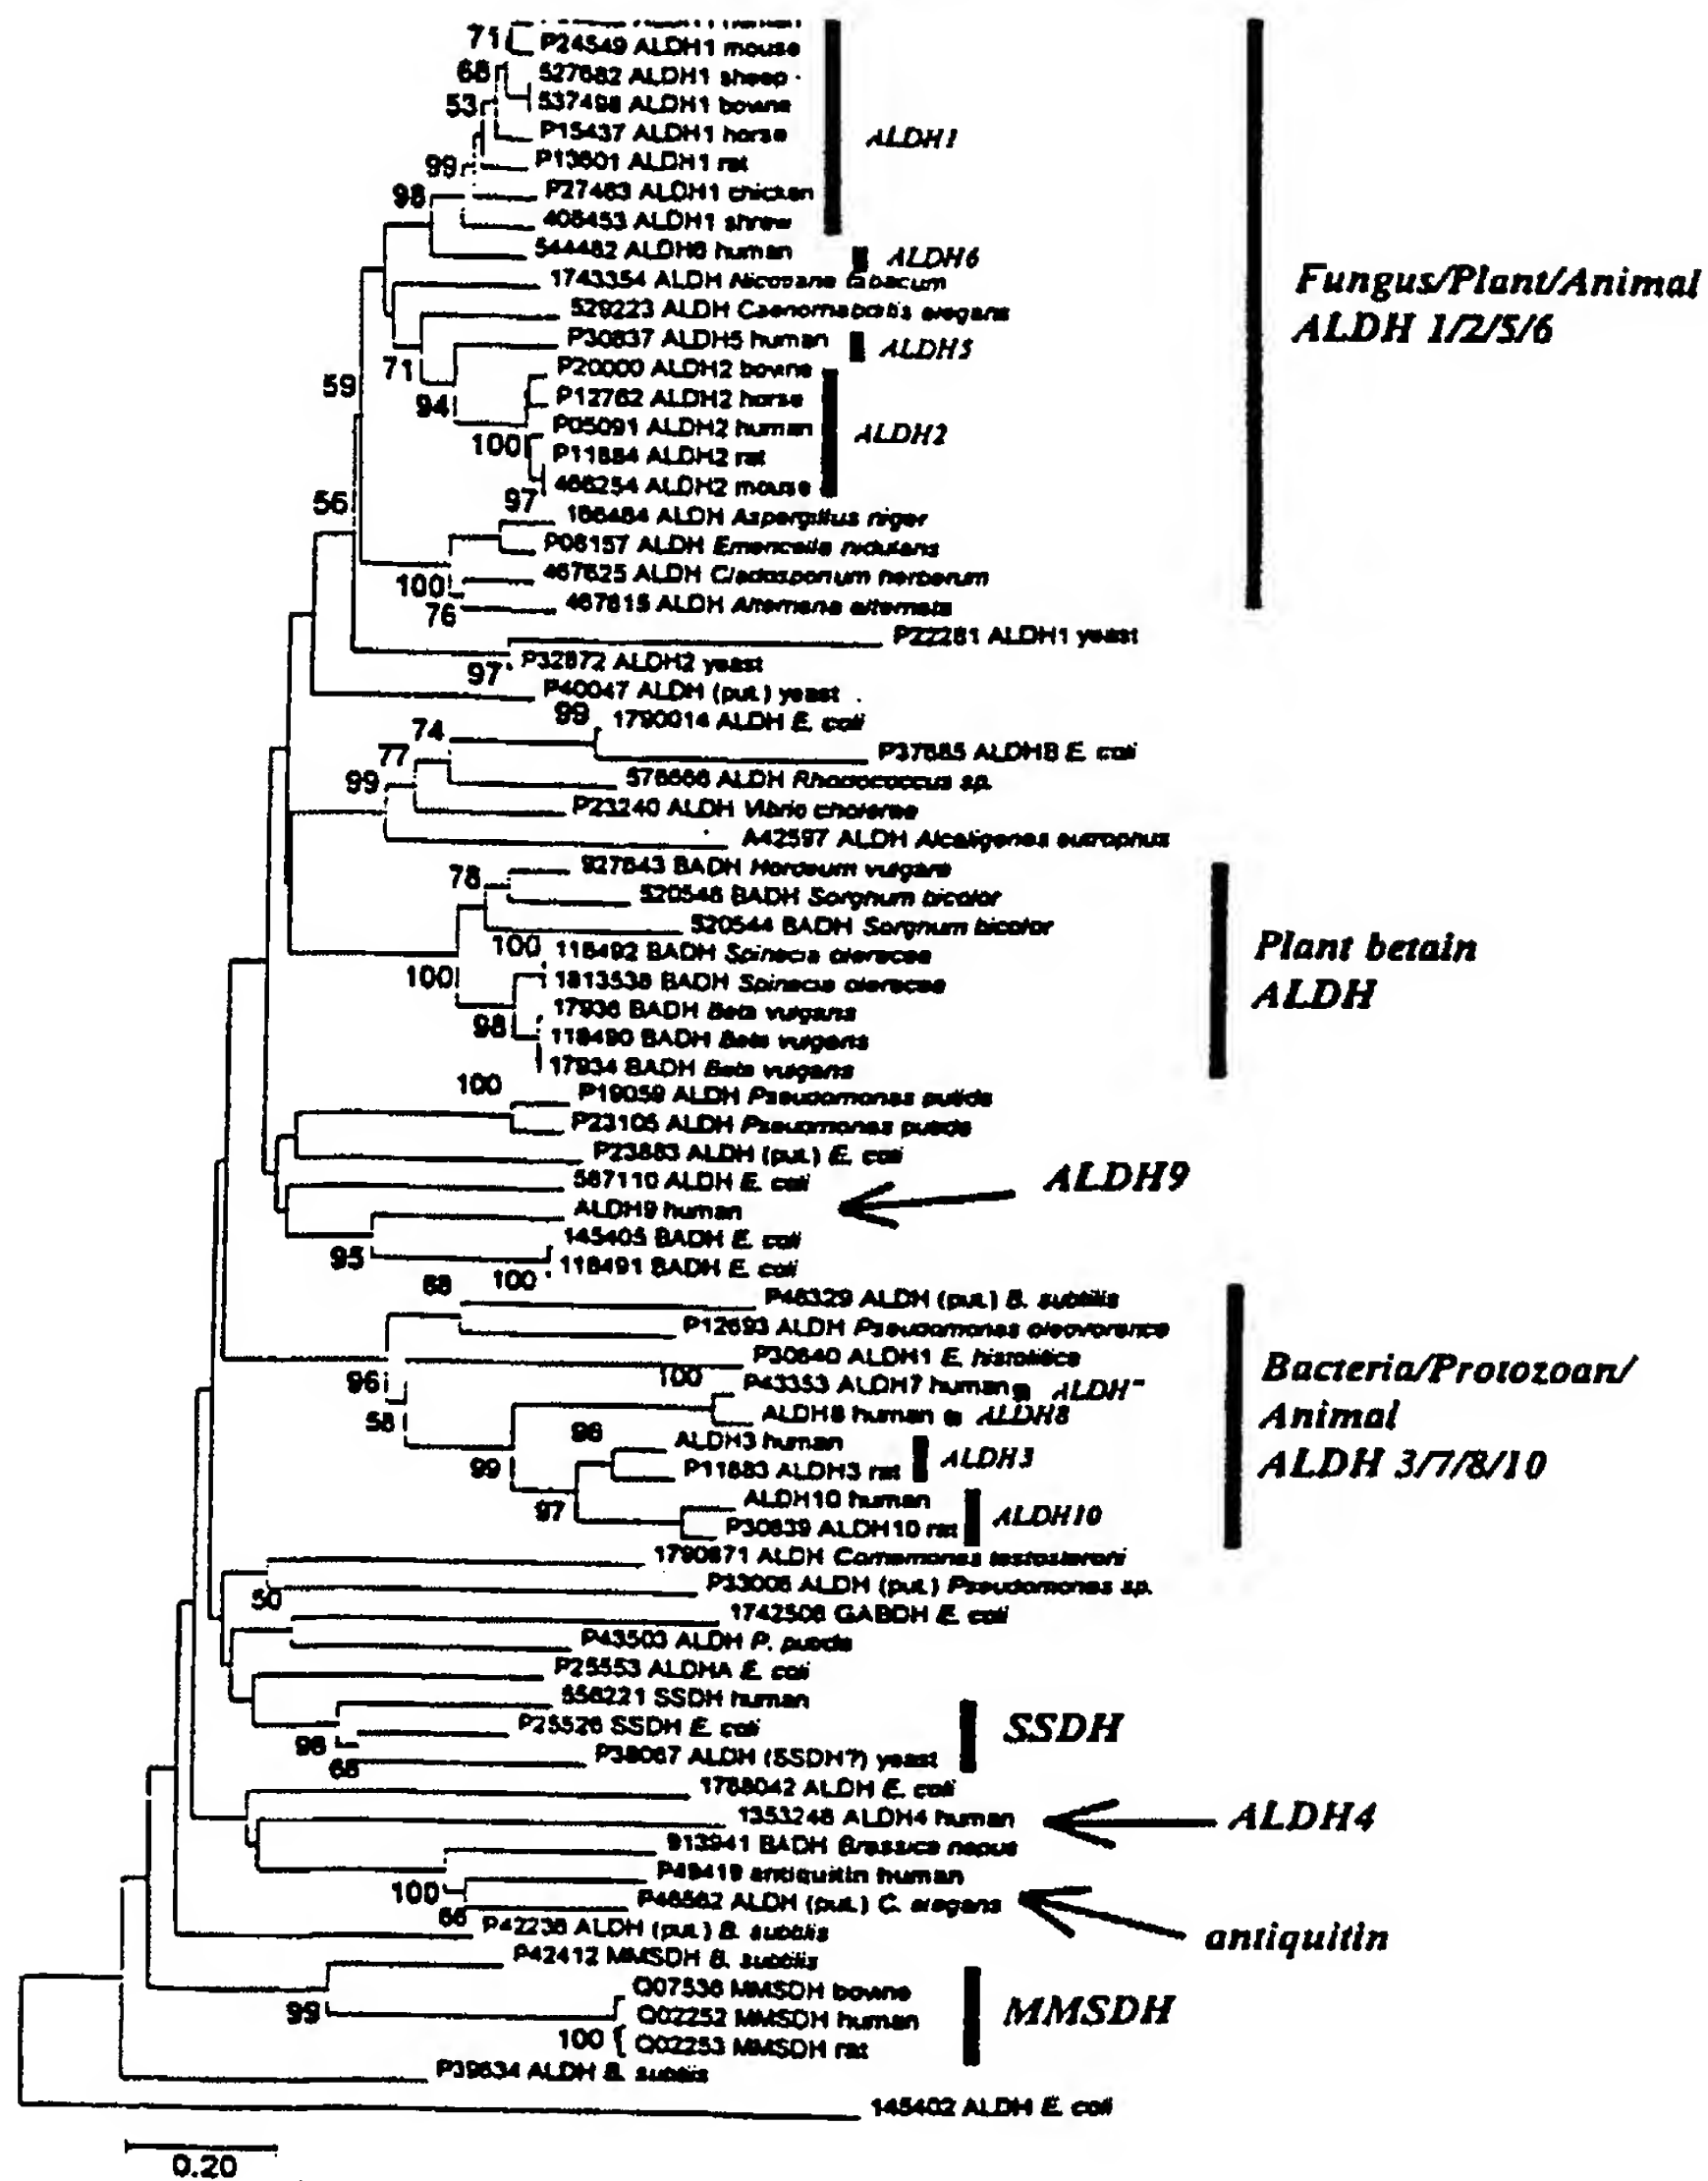 71
P24549 ALDH1 mouse
68
527682 ALDH1 sheep
53
537498 ALDH1 bovine
P15437 ALDH1 horse
ALDH1
99
P13601 ALDH1 rat
98
P27463 ALDH1 chicken
406453 ALDH1 shrew
544482 ALDH6 human
ALDH6
1743354 ALDH Nicotiana tabacum
Fungus/Plant/Animal
ALDH 1/2/5/6
529223 ALDH Caenorhabditis elegans
P30837 ALDH5 human
ALDH5
71
P20000 ALDH2 bovine
59
94
P12762 ALDH2 horse
P05091 ALDH2 human
ALDH2
100
P11884 ALDH2 rat
466254 ALDH2 mouse
97
56
166484 ALDH Aspergillus niger
P08157 ALDH Emericella nidulans
467625 ALDH Cladosporium herbarum
100
467615 ALDH Alternaria alternata
76
P22281 ALDH1 yeast
P32872 ALDH2 yeast
97
P40047 ALDH (put.) yeast
99
1790014 ALDH E. coli
74
P37685 ALDHB E. coli
77
576666 ALDH Rhodococcus sp.
99
P23240 ALDH Vibrio cholerae
A42597 ALDH Alcaligenes eutrophus
927643 BADH Hordeum vulgare
78
520546 BADH Sorghum bicolor
520544 BADH Sorghum bicolor
100
118492 BADH Spinacia oleracea
Plant betain
ALDH
100
1813538 BADH Spinacia oleracea
17936 BADH Beta vulgaris
98
118490 BADH Beta vulgaris
17934 BADH Beta vulgaris
100
P19059 ALDH Pseudomonas putida
P23105 ALDH Pseudomonas putida
P23883 ALDH (put.) E. coli
587110 ALDH E. coli
ALDH9
ALDH9 human
145405 BADH E. coli
95
118491 BADH E. coli
100
88
P46329 ALDH (put.) B. subtilis
P12693 ALDH Pseudomonas oleovorance
P30840 ALDH1 E. histolitica
Bacteria/Protozoan/
Animal
ALDH 3/7/8/10
96
100
P43353 ALDH7 human
ALDH
58
ALDH8 human
ALDH8
96
ALDH3 human
P11883 ALDH3 rat
ALDH3
99
ALDH10 human
97
P30839 ALDH10 rat
ALDH10
1790871 ALDH Comamonas testosteroni
P33008 ALDH (put.) Pseudomonas sp.
50
1742508 GABDH E. coli
P43503 ALDH P. putida
P25553 ALDHA E. coli
556221 SSDH human
P25526 SSDH E. coli
SSDH
98
P38067 ALDH (SSDH?) yeast
68
1788042 ALDH E. coli
1353248 ALDH4 human
ALDH4
913941 BADH Brassica napus
P49419 antiquitin human
100
P46562 ALDH (put.) C. elegans
66
P42236 ALDH (put.) B. subtilis
antiquitin
P42412 MMSDH B. subtilis
Q07536 MMSDH bovine
99
Q02252 MMSDH human
MMSDH
100
Q02253 MMSDH rat
P39634 ALDH B. subtilis
145402 ALDH E. coli
0.20